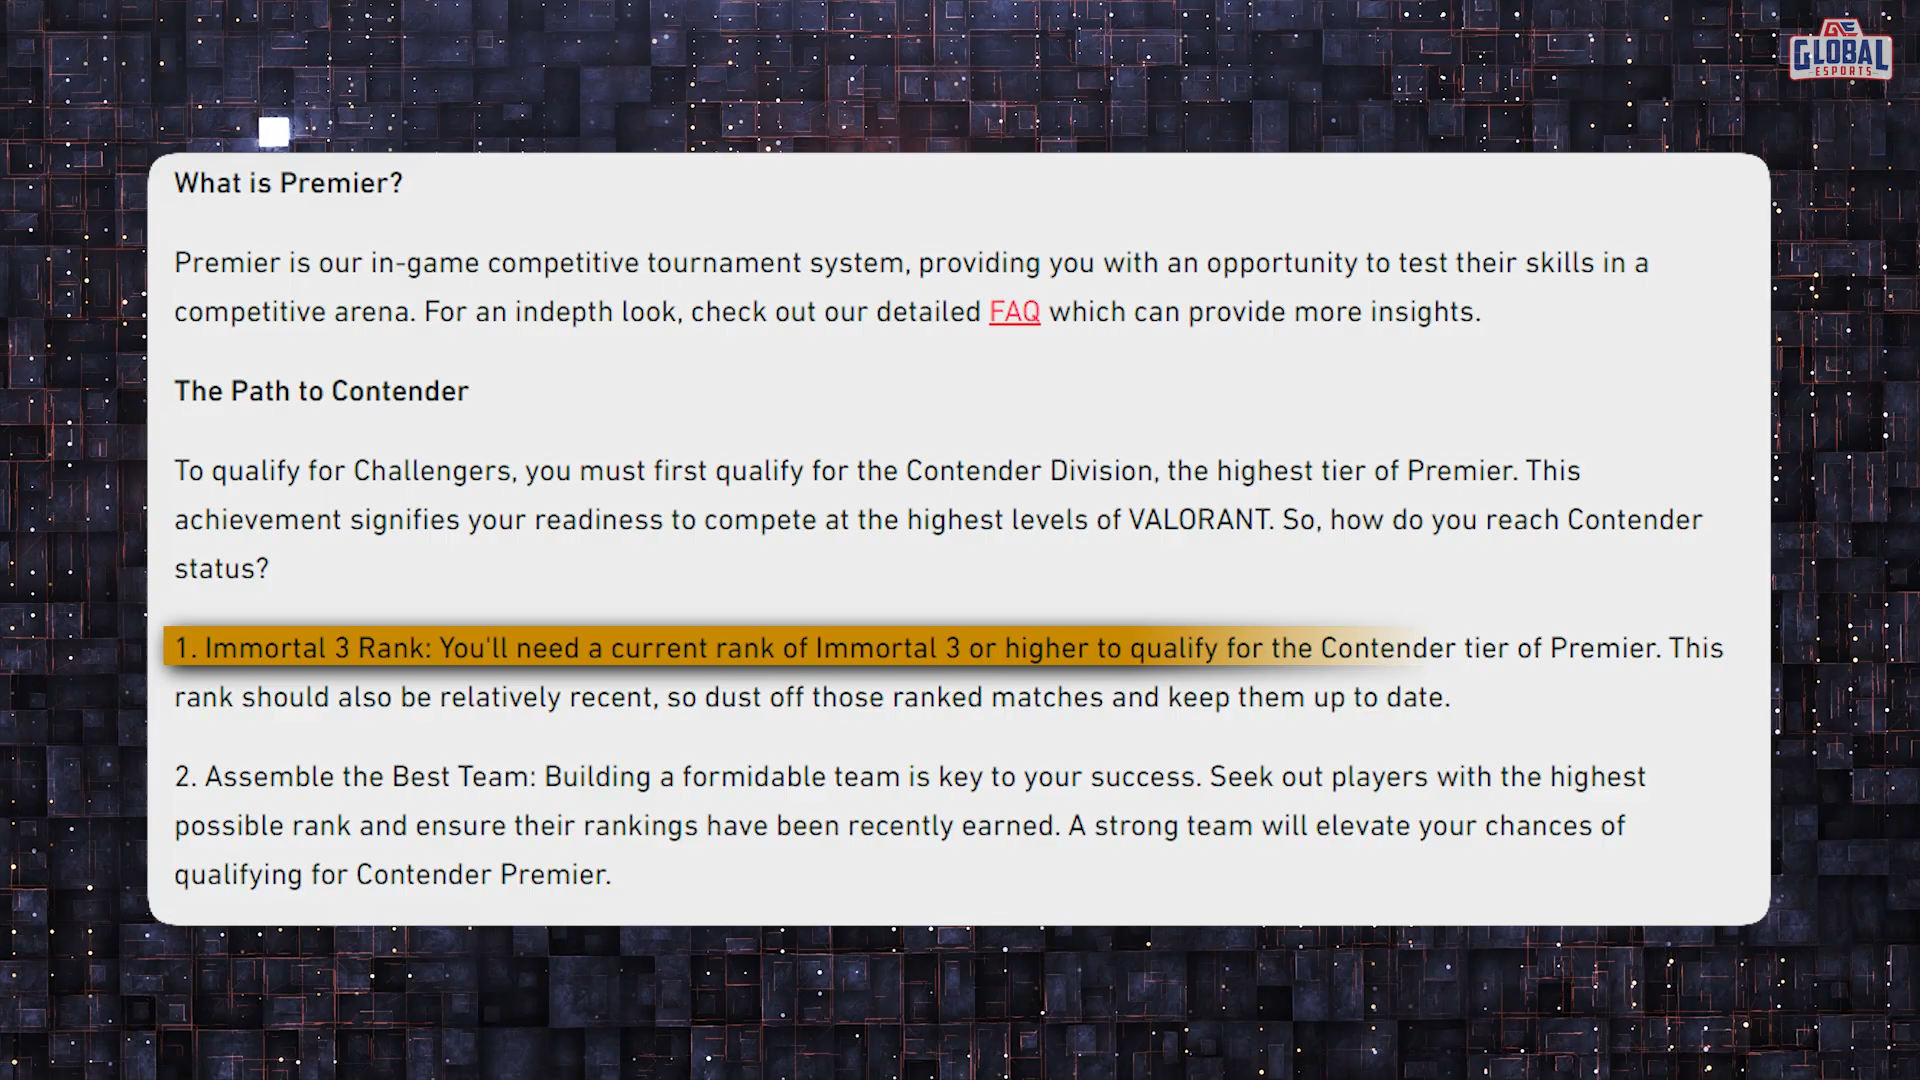 GE
GLOBAL
ESPORTS
What is Premier?
Premier is our in-game competitive tournament system, providing you with an opportunity to test their skills in a
competitive arena. For an indepth look, check out our detailed FAQ which can provide more insights.
The Path to Contender
To qualify for Challengers, you must first qualify for the Contender Division, the highest tier of Premier. This
achievement signifies your readiness to compete at the highest levels of VALORANT. So, how do you reach Contender
status?
1. Immortal 3 Rank: You'll need a current rank of Immortal 3 or higher to qualify for the Contender tier of Premier. This
rank should also be relatively recent, so dust off those ranked matches and keep them up to date.
2. Assemble the Best Team: Building a formidable team is key to your success. Seek out players with the highest
possible rank and ensure their rankings have been recently earned. A strong team will elevate your chances of
qualifying for Contender Premier.